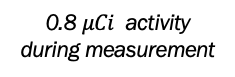 0.8 μCi activity
during measurement